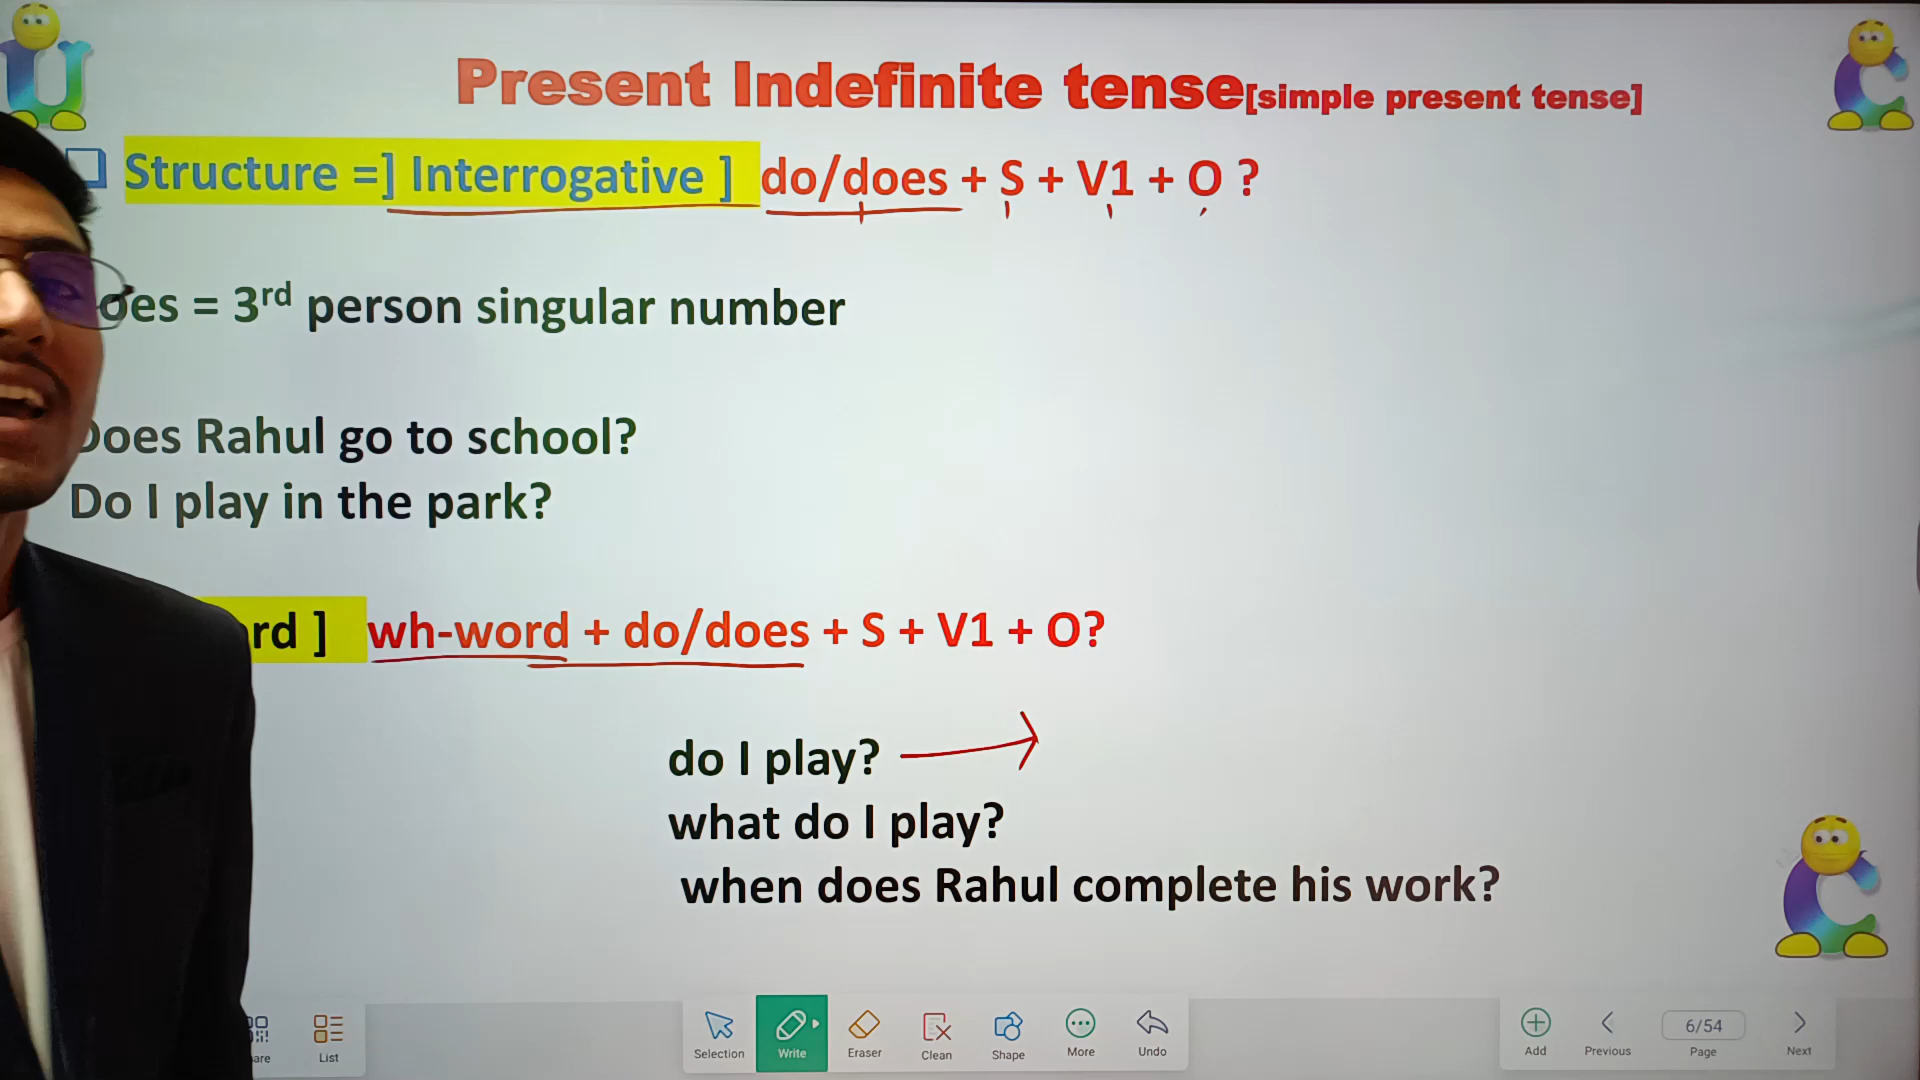 Present Indefinite tense[simple present tense]
Structure =] Interrogative ] do/does + S + V1 + O ?
oes = 3rd person singular number
Does Rahul go to school?
Do I play in the park?
rd ] wh-word + do/does + S + V1 + O?
do I play?
what do I play?
when does Rahul complete his work?
List
Selection
Write
Eraser
Clean
Shape
More
Undo
Add
Previous
6/54
Page
Next